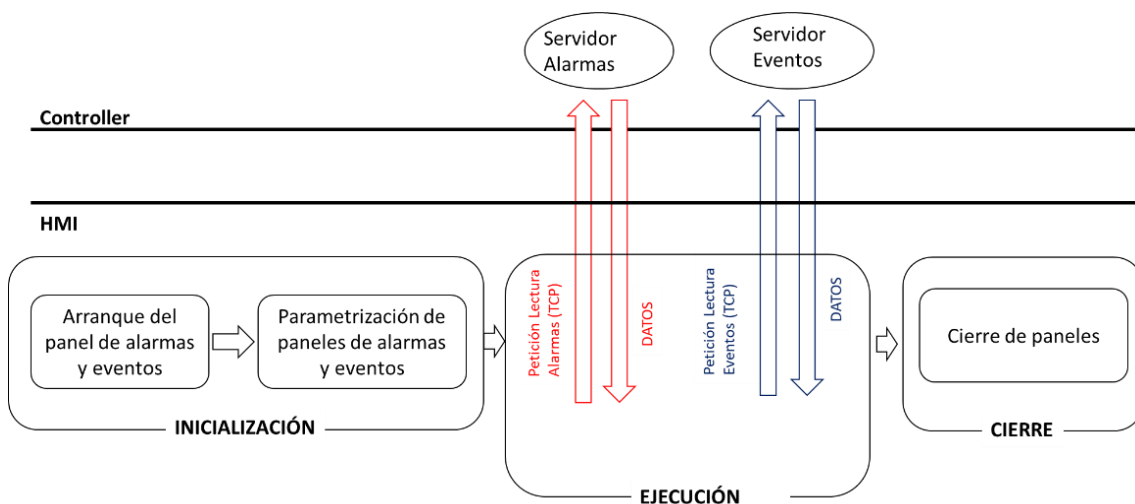 Servidor
Alarmas
Servidor
Eventos
Controller
HMI
Arranque del
panel de alarmas
y eventos
Parametrización de
paneles de alarmas
y eventos
INICIALIZACIÓN
Petición Lectura
Alarmas (TCP)
DATOS
Petición Lectura
Eventos (TCP)
DATOS
EJECUCIÓN
Cierre de paneles
CIERRE